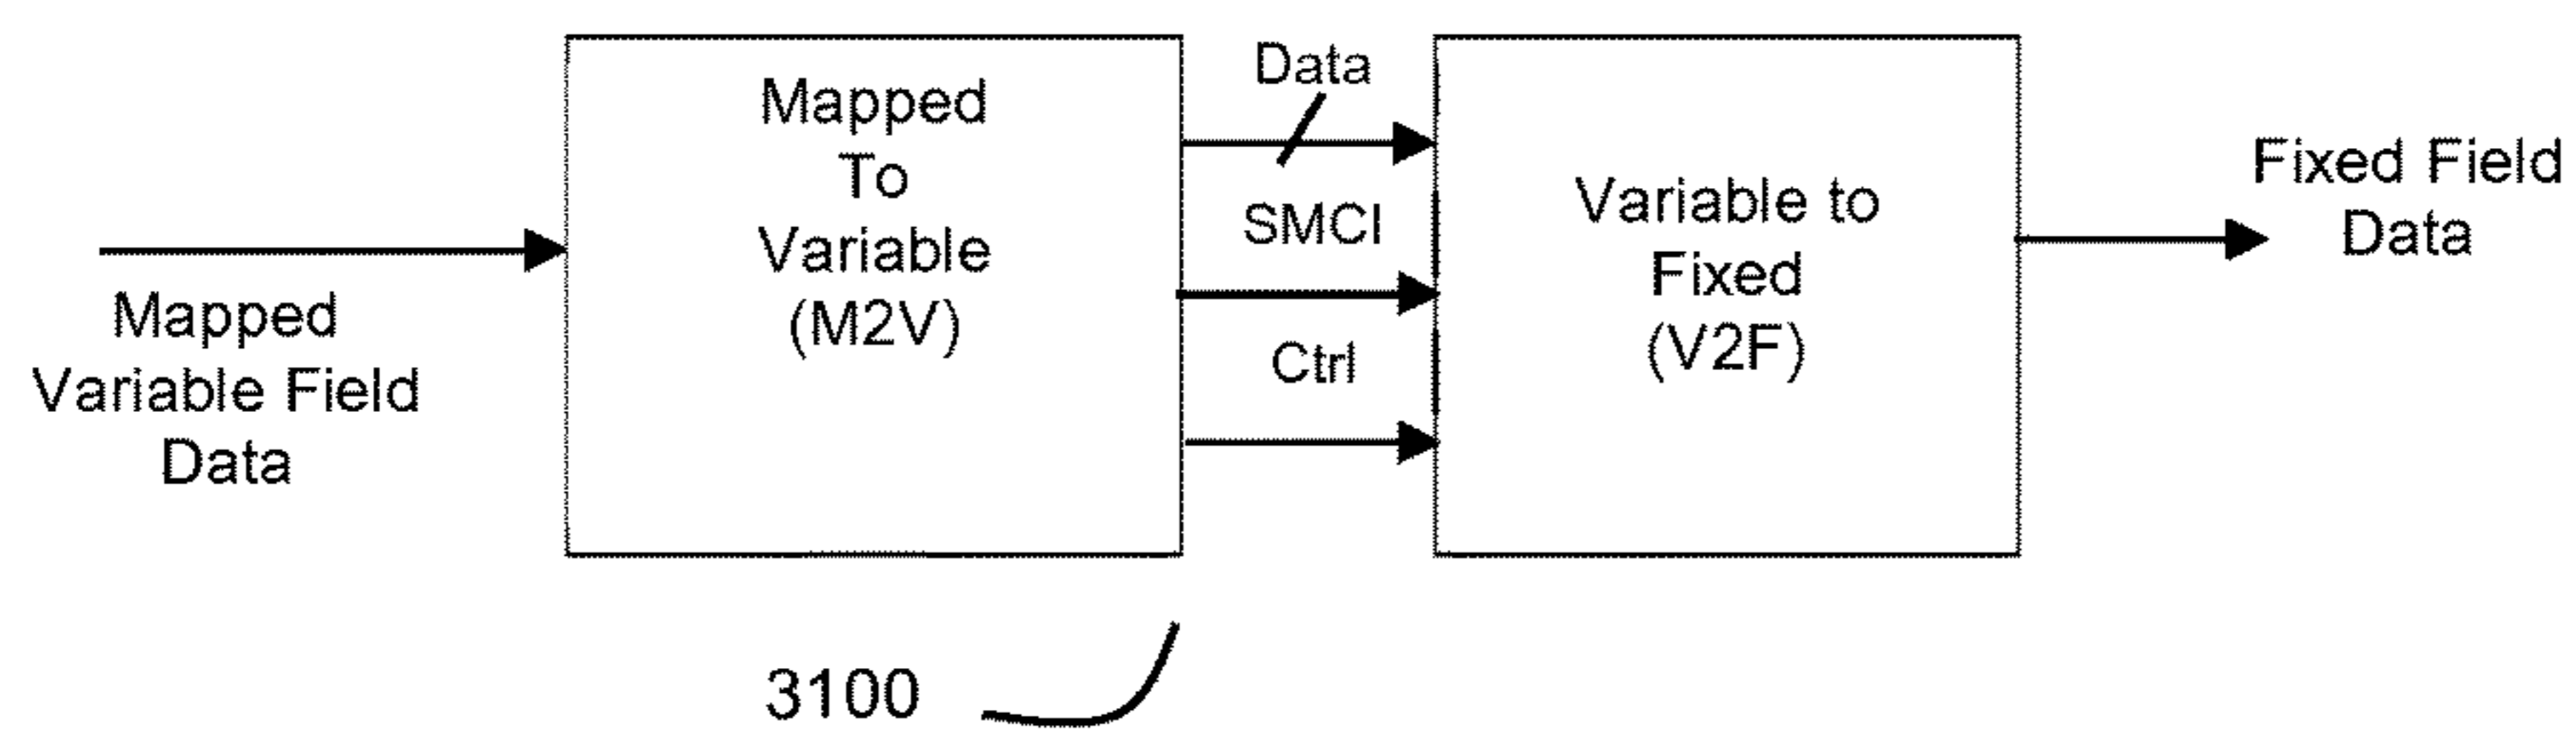 Mapped
Variable Field
Data
Mapped
To
Variable
(M2V)
Data
SMCI
Ctrl
Variable to
Fixed
(V2F)
Fixed Field
Data
3100